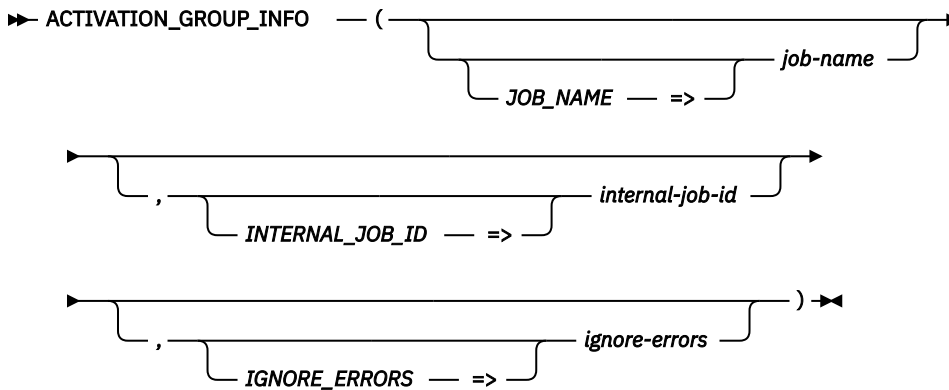 ACTIVATION_GROUP_INFO ( job-name
JOB_NAME =>
, internal-job-id
INTERNAL_JOB_ID =>
, ignore-errors )
IGNORE_ERRORS =>